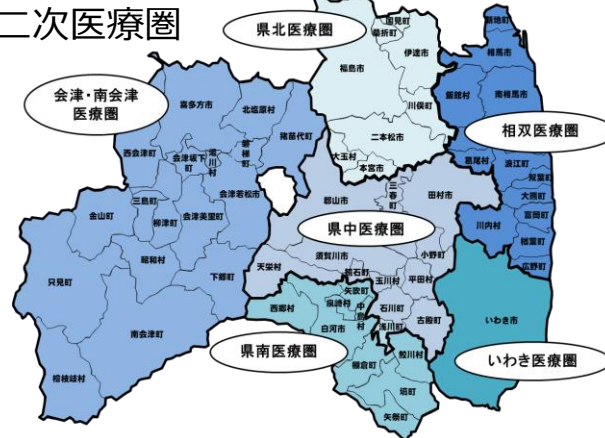 二次医療圏
県北医療圏
国見町
桑折町
伊達市
福島市
川俣町
二本松市
大玉村
本宮市
新地町
相馬市
飯舘村
南相馬市
相双医療圏
葛尾村
浪江町
双葉町
大熊町
富岡町
川内村
楢葉町
広野町
会津・南会津
医療圏
喜多方市
北塩原村
猪苗代町
西会津町
会津坂下
町
湯川
村
磐梯
町
会津若松市
三島町
金山町
柳津町
会津美里町
昭和村
只見町
下郷町
南会津町
檜枝岐村
郡山市
三春
町
田村市
県中医療圏
須賀川市
天栄村
鏡石町
小野町
玉川村
平田村
石川町
古殿町
浅川町
西郷村
矢吹町
泉崎村
中島
村
白河市
県南医療圏
棚倉町
鮫川村
塙町
矢祭町
いわき市
いわき医療圏